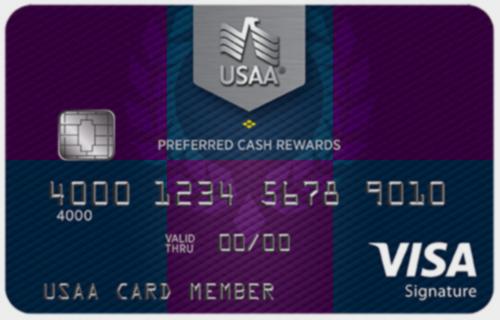 USAA®
PREFERRED CASH REWARDS
4000 1234 5678 9010
4000
VALID
THRU
00/00
VISA
Signature
USAA CARD MEMBER